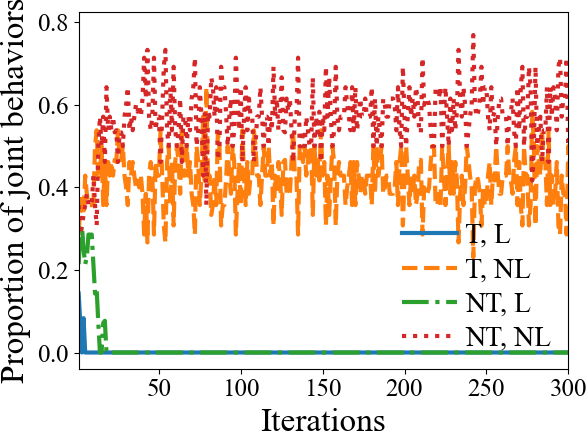 Proportion of joint behaviors
0.8
0.6
0.4
0.2
0.0
T, L
T, NL
NT, L
NT, NL
50
100
150
200
250
300
Iterations